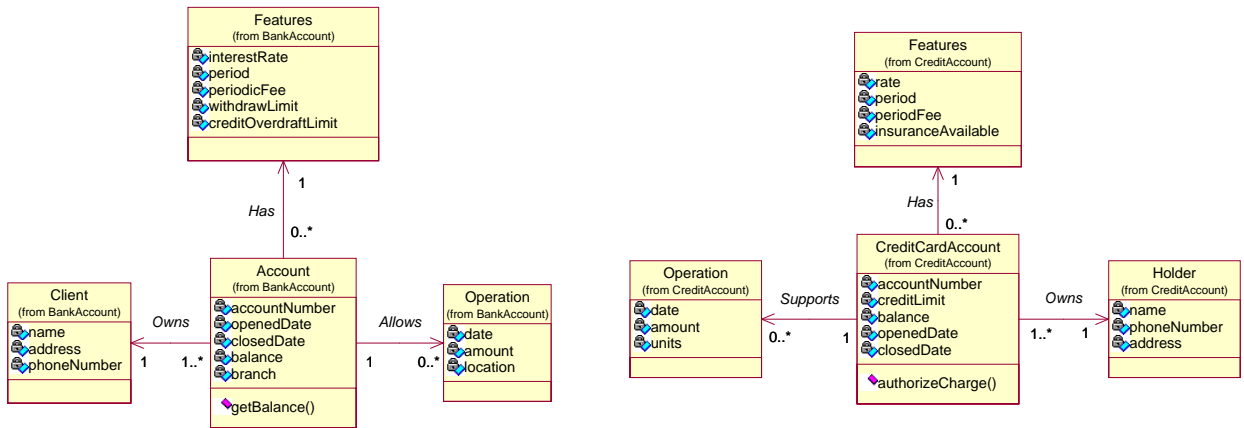 Features
(from BankAccount)
interestRate
period
periodicFee
withdrawLimit
creditOverdraftLimit
1
Has
0..*
Account
(from BankAccount)
accountNumber
openedDate
closedDate
balance
branch
getBalance()
Client
(from BankAccount)
name
address
phoneNumber
Owns
1
1..*
Allows
1
0..*
Operation
(from BankAccount)
date
amount
location
Features
(from CreditAccount)
rate
period
periodFee
insuranceAvailable
1
Has
0..*
CreditCardAccount
(from CreditAccount)
accountNumber
creditLimit
balance
openedDate
closedDate
authorizeCharge()
Operation
(from CreditAccount)
date
amount
units
Supports
0..*
1
Owns
1..*
1
Holder
(from CreditAccount)
name
phoneNumber
address